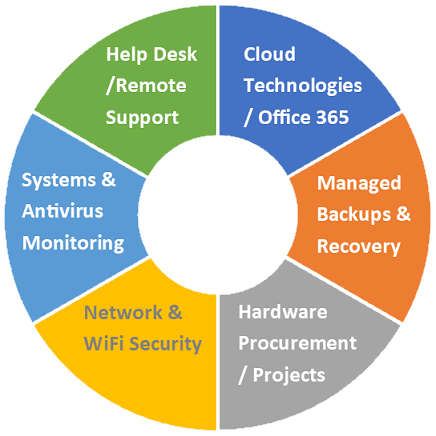 Help Desk
/Remote
Support
Cloud
Technologies
/ Office 365
Managed
Backups &
Recovery
Hardware
Procurement
/ Projects
Network &
WiFi Security
Systems &
Antivirus
Monitoring